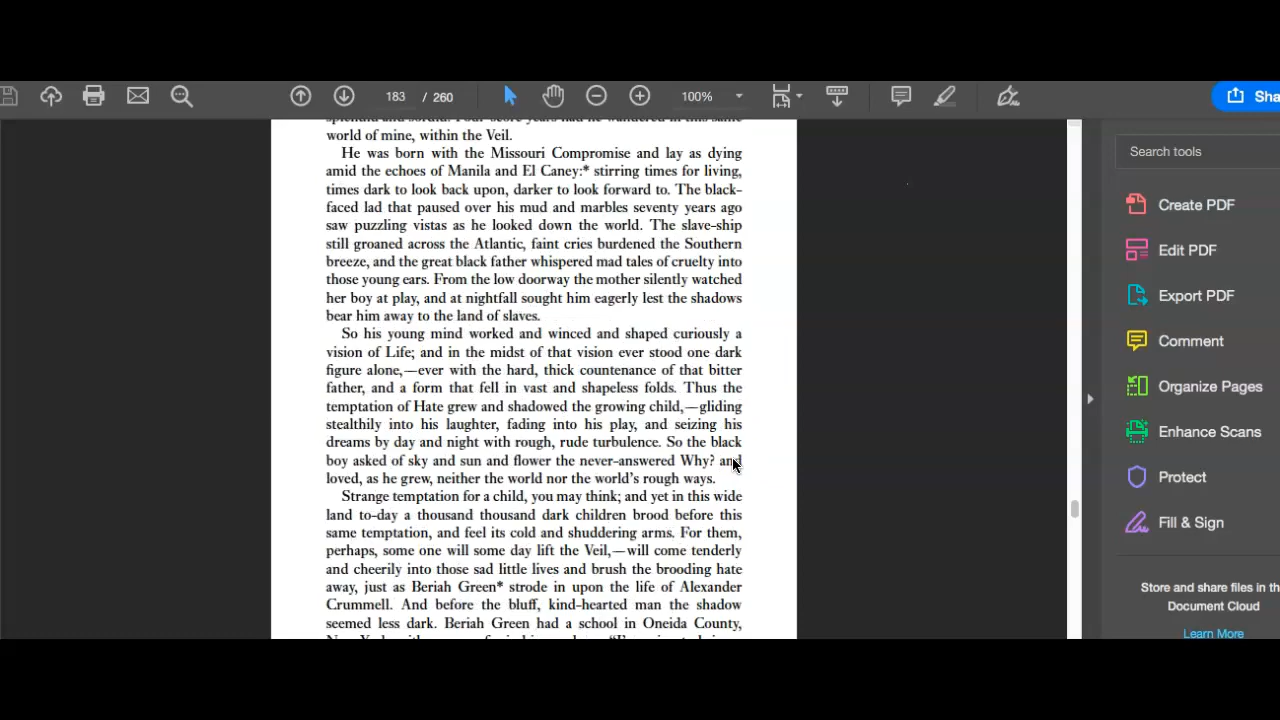 183 / 260
100%
Sha
world of mine, within the Veil.
He was born with the Missouri Compromise and lay as dying
amid the echoes of Manila and El Caney:* stirring times for living,
times dark to look back upon, darker to look forward to. The black-
faced lad that paused over his mud and marbles seventy years ago
saw puzzling vistas as he looked down the world. The slave-ship
still groaned across the Atlantic, faint cries burdened the Southern
breeze, and the great black father whispered mad tales of cruelty into
those young ears. From the low doorway the mother silently watched
her boy at play, and at nightfall sought him eagerly lest the shadows
bear him away to the land of slaves.
So his young mind worked and winced and shaped curiously a
vision of Life; and in the midst of that vision ever stood one dark
figure alone,—ever with the hard, thick countenance of that bitter
father, and a form that fell in vast and shapeless folds. Thus the
temptation of Hate grew and shadowed the growing child,—gliding
stealthily into his laughter, fading into his play, and seizing his
dreams by day and night with rough, rude turbulence. So the black
boy asked of sky and sun and flower the never-answered Why? and
loved, as he grew, neither the world nor the world's rough ways.
Strange temptation for a child, you may think; and yet in this wide
land to-day a thousand thousand dark children brood before this
same temptation, and feel its cold and shuddering arms. For them,
perhaps, some one will some day lift the Veil,—will come tenderly
and cheerily into those sad little lives and brush the brooding hate
away, just as Beriah Green* strode in upon the life of Alexander
Crummell. And before the bluff, kind-hearted man the shadow
seemed less dark. Beriah Green had a school in Oneida County,
Search tools
Create PDF
Edit PDF
Export PDF
Comment
Organize Pages
Enhance Scans
Protect
Fill & Sign
Store and share files in th
Document Cloud
Learn More